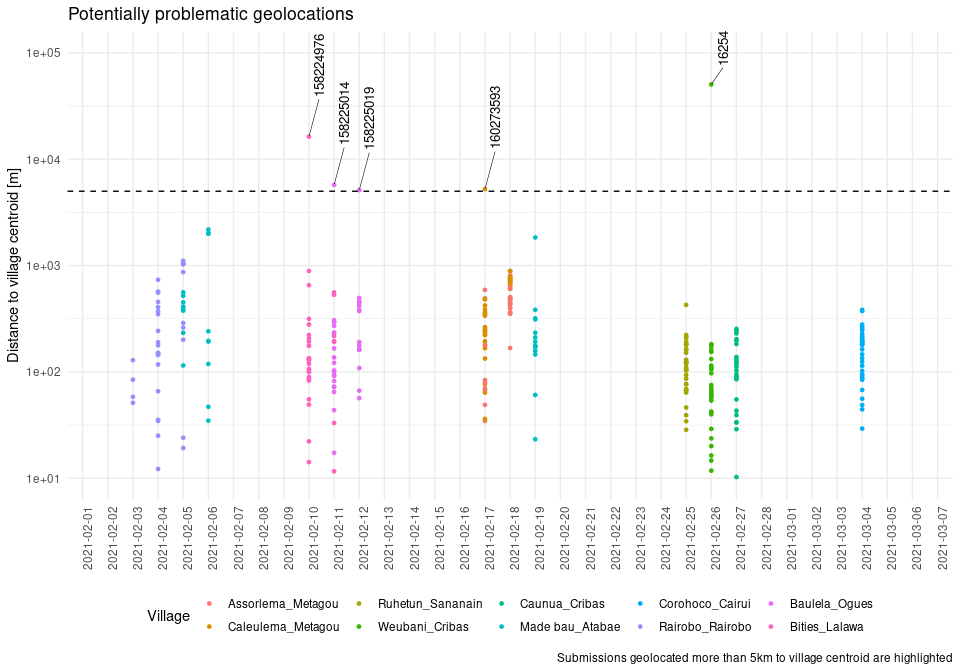 Potentially problematic geolocations
Distance to village centroid [m]
1e+05
1e+04
1e+03
1e+02
1e+01
158224976
158225014
158225019
160273593
16254
2021-02-01
2021-02-02
2021-02-03
2021-02-04
2021-02-05
2021-02-06
2021-02-07
2021-02-08
2021-02-09
2021-02-10
2021-02-11
2021-02-12
2021-02-13
2021-02-14
2021-02-15
2021-02-16
2021-02-17
2021-02-18
2021-02-19
2021-02-20
2021-02-21
2021-02-22
2021-02-23
2021-02-24
2021-02-25
2021-02-26
2021-02-27
2021-02-28
2021-03-01
2021-03-02
2021-03-03
2021-03-04
2021-03-05
2021-03-06
2021-03-07
Village
Assorlema_Metagou
Ruhetun_Sananain
Caunua_Cribas
Corohoco_Cairui
Baulela_Ogues
Caleulema_Metagou
Weubani_Cribas
Made bau_Atabae
Rairobo_Rairobo
Bities_Lalawa
Submissions geolocated more than 5km to village centroid are highlighted